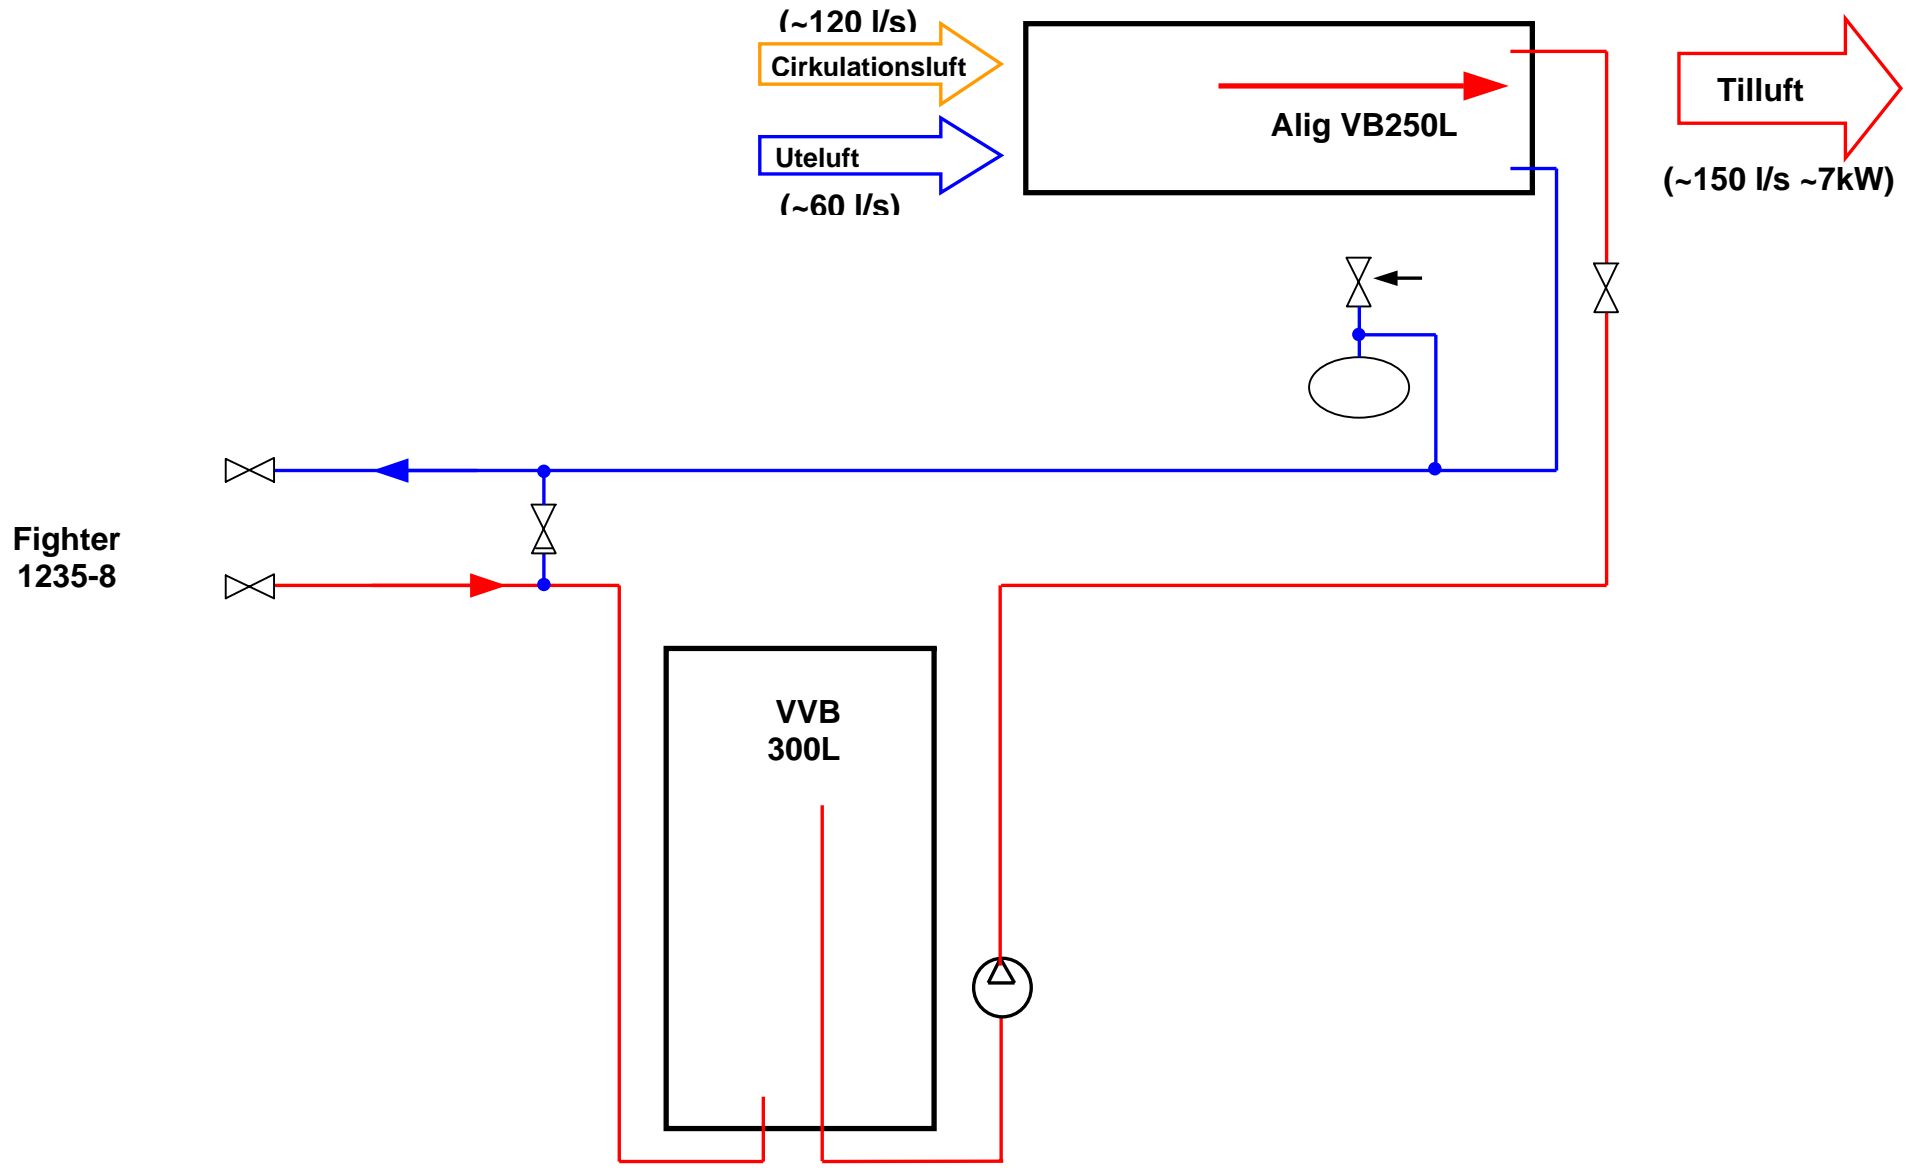 (~120 l/s)
Cirkulationsluft
Uteluft
(~60 l/s)
Alig VB250L
Tilluft
(~150 l/s ~7kW)
Fighter
1235-8
VVB
300L